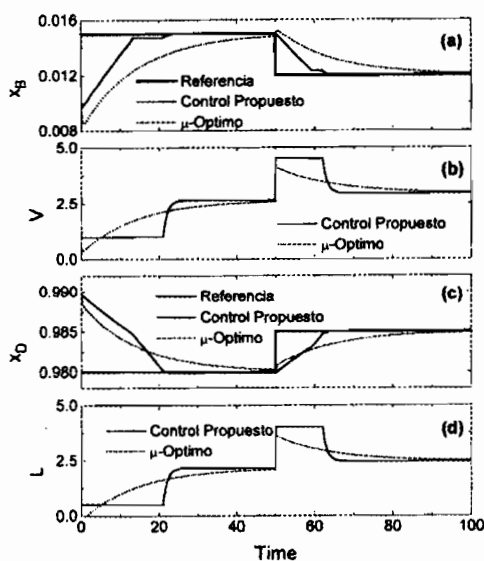 0.016
0.012
0.008
x_B
(a)
Referencia
Control Propuesto
μ-Optimo
5.0
2.5
0.0
V
(b)
Control Propuesto
μ-Optimo
0.990
0.985
0.980
x_D
(c)
Referencia
Control Propuesto
μ-Optimo
5.0
2.5
0.0
L
(d)
Control Propuesto
μ-Optimo
0 20 40 60 80 100
Time